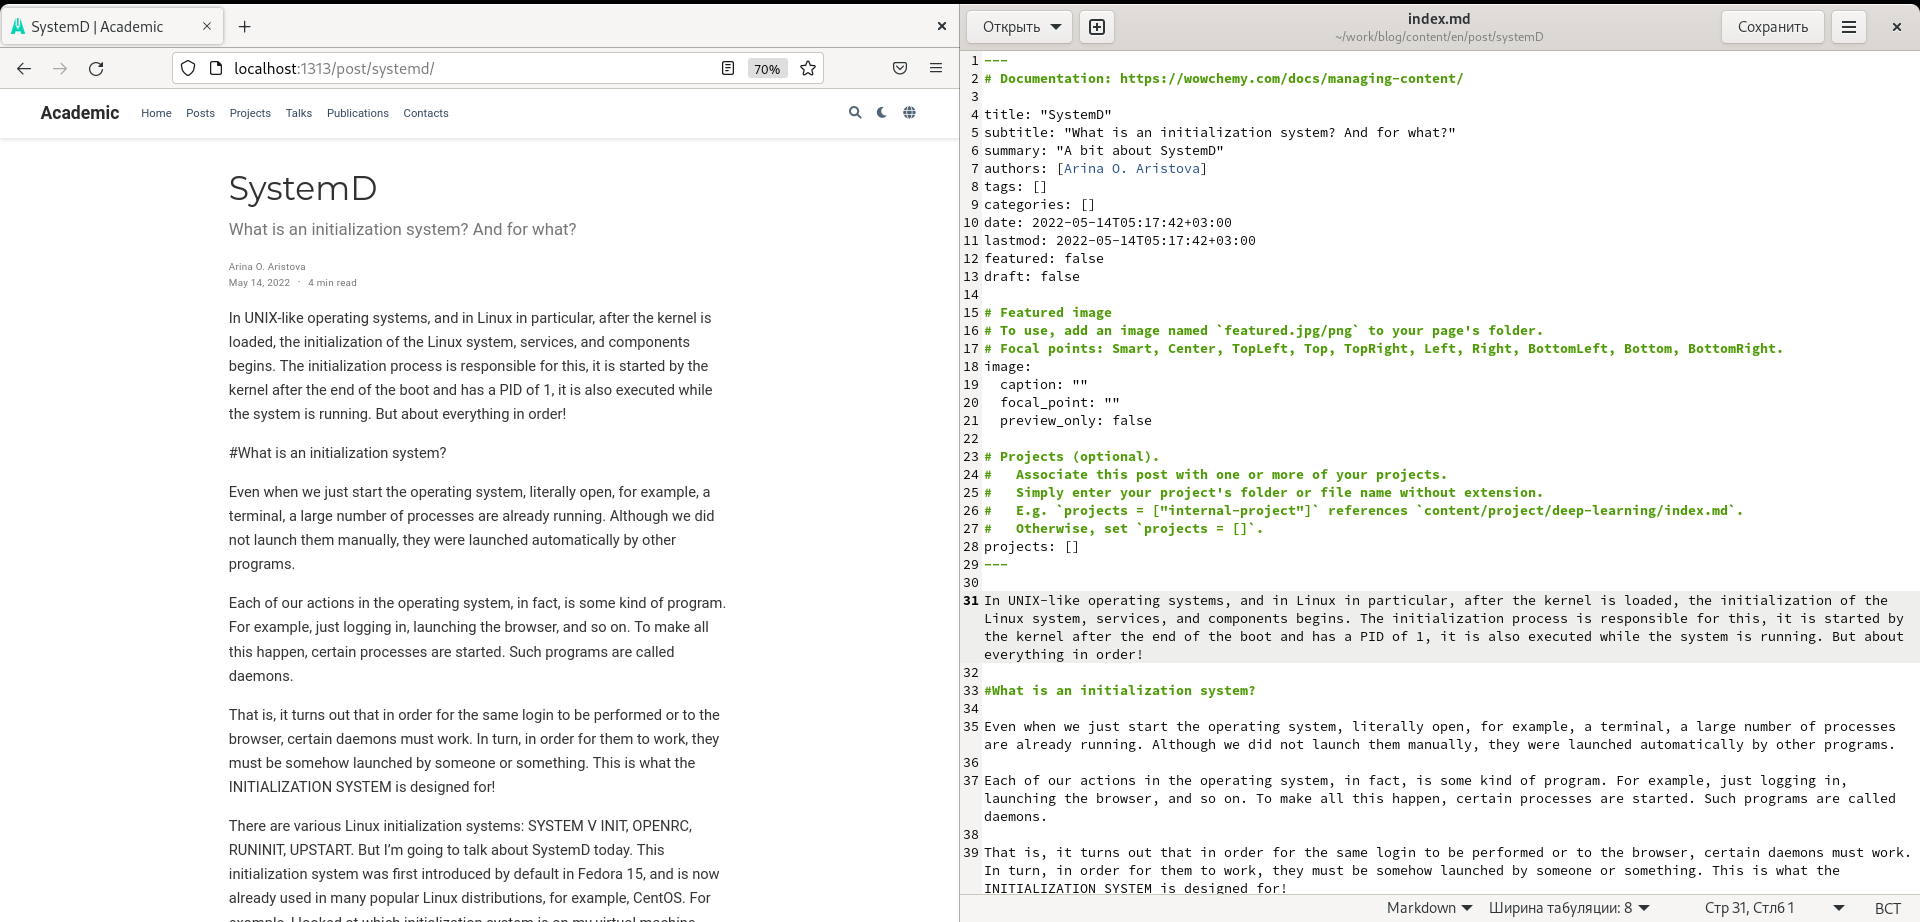 SystemD | Academic
localhost:1313/post/systemd/
70%
Academic
Home Posts Projects Talks Publications Contacts
SystemD
What is an initialization system? And for what?
Arina O. Aristova
May 14, 2022 · 4 min read
In UNIX-like operating systems, and in Linux in particular, after the kernel is
loaded, the initialization of the Linux system, services, and components
begins. The initialization process is responsible for this, it is started by the
kernel after the end of the boot and has a PID of 1, it is also executed while
the system is running. But about everything in order!
#What is an initialization system?
Even when we just start the operating system, literally open, for example, a
terminal, a large number of processes are already running. Although we did
not launch them manually, they were launched automatically by other
programs.
Each of our actions in the operating system, in fact, is some kind of program.
For example, just logging in, launching the browser, and so on. To make all
this happen, certain processes are started. Such programs are called
daemons.
That is, it turns out that in order for the same login to be performed or to the
browser, certain daemons must work. In turn, in order for them to work, they
must be somehow launched by someone or something. This is what the
INITIALIZATION SYSTEM is designed for!
There are various Linux initialization systems: SYSTEM V INIT, OPENRC,
RUNINIT, UPSTART. But I'm going to talk about SystemD today. This
initialization system was first introduced by default in Fedora 15, and is now
already used in many popular Linux distributions, for example, CentOS. For
example, I looked at which initialization system is on my virtual machine
Открыть
index.md
~/work/blog/content/en/post/systemD
Сохранить
1 ---
2 # Documentation: https://wowchemy.com/docs/managing-content/
3
4 title: "SystemD"
5 subtitle: "What is an initialization system? And for what?"
6 summary: "A bit about SystemD"
7 authors: [Arina O. Aristova]
8 tags: []
9 categories: []
10 date: 2022-05-14T05:17:42+03:00
11 lastmod: 2022-05-14T05:17:42+03:00
12 featured: false
13 draft: false
14
15 # Featured image
16 # To use, add an image named `featured.jpg/png` to your page's folder.
17 # Focal points: Smart, Center, TopLeft, Top, TopRight, Left, Right, BottomLeft, Bottom, BottomRight.
18 image:
19   caption: ""
20   focal_point: ""
21   preview_only: false
22
23 # Projects (optional).
24 #   Associate this post with one or more of your projects.
25 #   Simply enter your project's folder or file name without extension.
26 #   E.g. `projects = ["internal-project"]` references `content/project/deep-learning/index.md`.
27 #   Otherwise, set `projects = []`.
28 projects: []
29 ---
30
31 In UNIX-like operating systems, and in Linux in particular, after the kernel is loaded, the initialization of the
Linux system, services, and components begins. The initialization process is responsible for this, it is started by
the kernel after the end of the boot and has a PID of 1, it is also executed while the system is running. But about
everything in order!
32
33 #What is an initialization system?
34
35 Even when we just start the operating system, literally open, for example, a terminal, a large number of processes
are already running. Although we did not launch them manually, they were launched automatically by other programs.
36
37 Each of our actions in the operating system, in fact, is some kind of program. For example, just logging in,
launching the browser, and so on. To make all this happen, certain processes are started. Such programs are called
daemons.
38
39 That is, it turns out that in order for the same login to be performed or to the browser, certain daemons must work.
In turn, in order for them to work, they must be somehow launched by someone or something. This is what the
INITIALIZATION SYSTEM is designed for!
Markdown Ширина табуляции: 8 Стр 31, Стлб 1 ВСТ